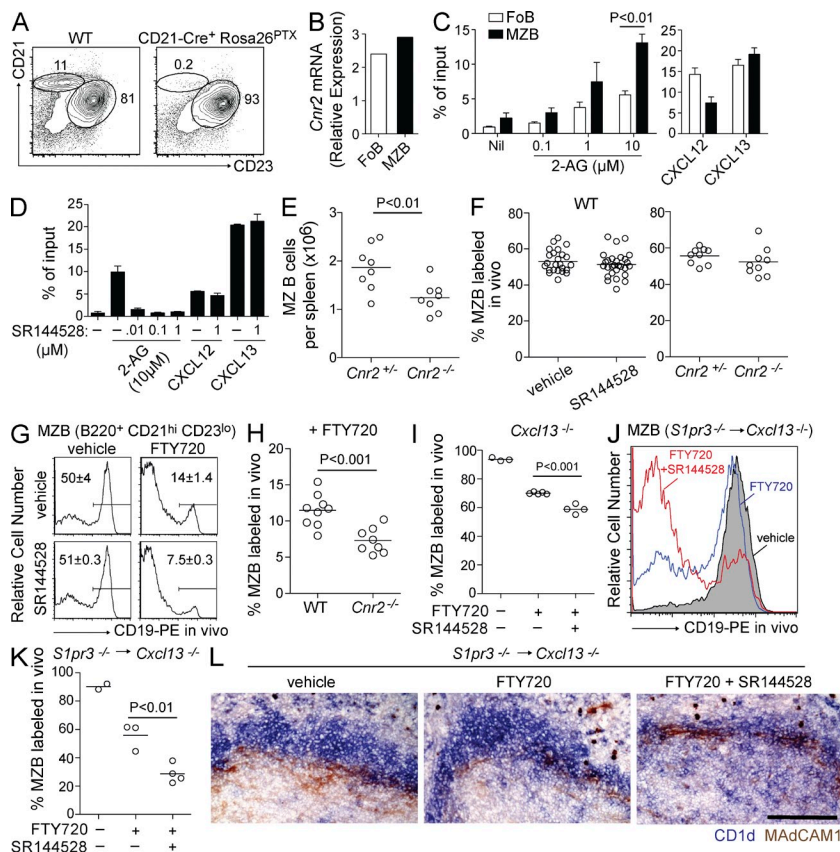 A
WT
CD21-Cre⁺ Rosa26ᴾᵀˣ
CD21
11
81
0.2
93
CD23
B
Cnr2 mRNA
(Relative Expression)
3
2
1
0
FoB
MZB
C
FoB
MZB
P<0.01
% of input
15
10
5
0
Nil
0.1
1
10
2-AG (µM)
25
20
15
10
5
0
CXCL12
CXCL13
D
% of input
25
20
15
10
5
0
SR144528:
(µM)
– – .01 0.1 1 – 1 – 1
2-AG
(10µM)
CXCL12
CXCL13
E
P<0.01
MZ B cells
per spleen (x10⁶)
3
2
1
0
Cnr2 ⁺/⁻
Cnr2 ⁻/⁻
F
WT
% MZB labeled
in vivo
80
60
40
20
0
vehicle
SR144528
80
60
40
20
0
Cnr2 ⁺/⁻
Cnr2 ⁻/⁻
G
MZB (B220⁺ CD21ʰⁱ CD23ˡᵒ)
vehicle
FTY720
Relative Cell Number
vehicle
SR144528
50±4
14±1.4
51±0.3
7.5±0.3
CD19-PE in vivo
H
+ FTY720
P<0.001
% MZB labeled in vivo
20
15
10
5
0
WT
Cnr2⁻/⁻
I
Cxcl13 ⁻/⁻
P<0.001
% MZB labeled in vivo
100
80
60
40
20
0
FTY720 – + +
SR144528 – – +
J
MZB (S1pr3⁻/⁻ → Cxcl13⁻/⁻)
FTY720
+SR144528
FTY720
vehicle
Relative Cell Number
CD19-PE in vivo
K
S1pr3 ⁻/⁻ → Cxcl13 ⁻/⁻
P<0.01
% MZB labeled in vivo
100
80
60
40
20
0
FTY720 – + +
SR144528 – – +
L
S1pr3 ⁻/⁻ → Cxcl13 ⁻/⁻
vehicle
FTY720
FTY720 + SR144528
CD1d MAdCAM1